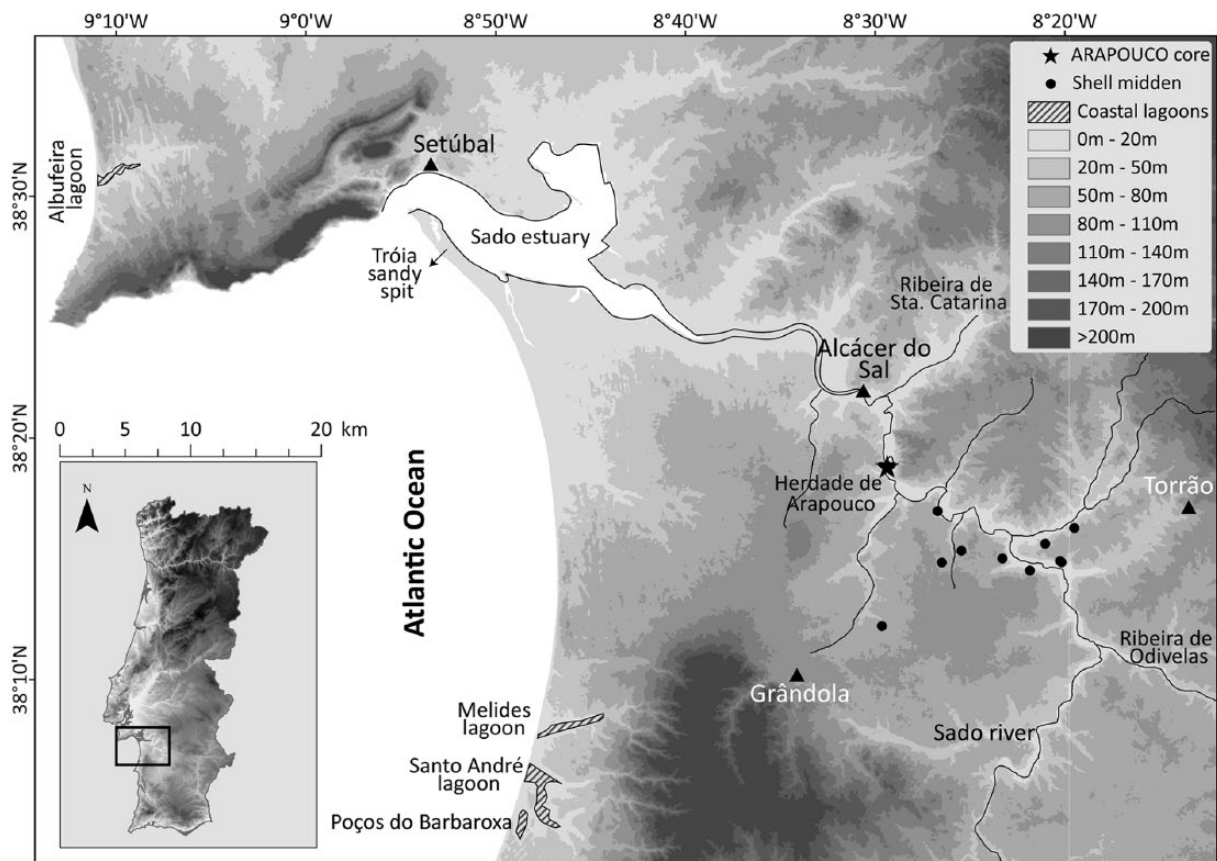 9°10'W
9°0'W
8°50'W
8°40'W
8°30'W
8°20'W
ARAPOUCO core
Shell midden
Coastal lagoons
0m - 20m
20m - 50m
50m - 80m
80m - 110m
110m - 140m
140m - 170m
170m - 200m
>200m
38°30'N
38°20'N
38°10'N
Albufeira
lagoon
Setúbal
Sado estuary
Tróia
sandy
spit
Ribeira de
Sta. Catarina
Alcácer do
Sal
Herdade de
Arapouco
Torrão
0
5
10
20 km
N
Atlantic Ocean
Grândola
Ribeira de
Odivelas
Sado river
Melides
lagoon
Santo André
lagoon
Poços do Barbaroxa